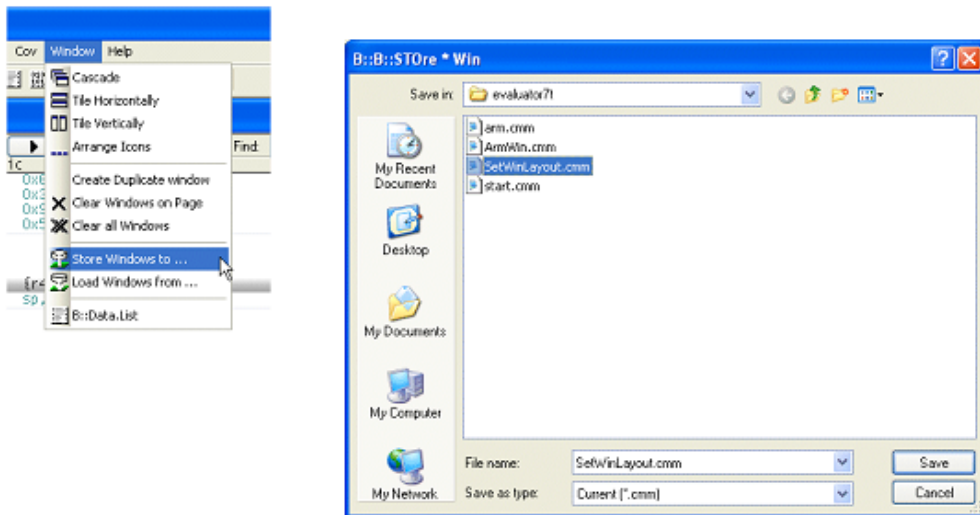 Cov Window Help
Cascade
Tile Horizontally
Tile Vertically
Arrange Icons
Find:
1c
Create Duplicate window
Clear Windows on Page
Clear all Windows
Store Windows to ...
Load Windows from ...
sp,
B::Data.List
B::B::STOre * Win
Save in:
evaluator7t
arm.cmm
ArmWin.cmm
SetWinLayout.cmm
start.cmm
My Recent
Documents
Desktop
My Documents
My Computer
My Network
File name:
SetWinLayout.cmm
Save
Save as type:
Current (*.cmm)
Cancel